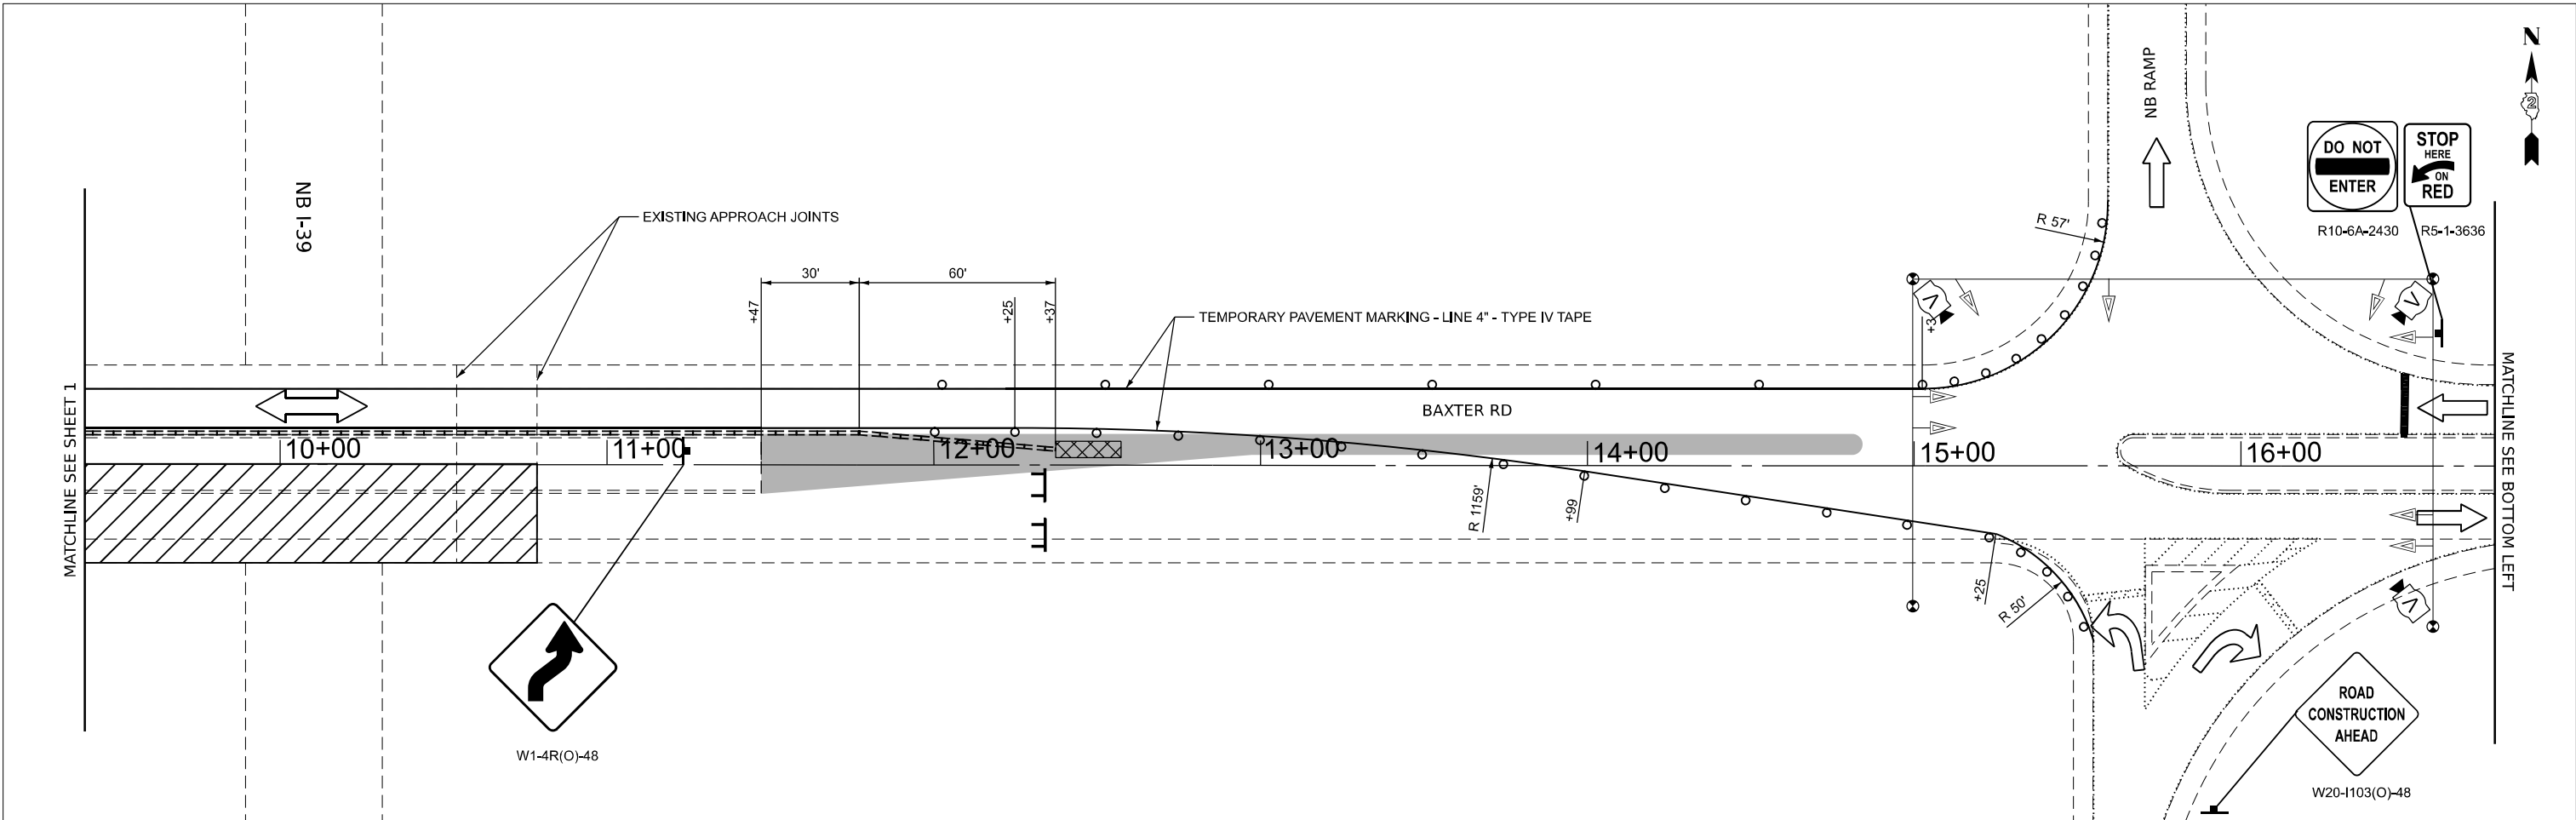 N
2
NB I-39
NB RAMP
DO NOT
ENTER
STOP
HERE
ON
RED
R10-6A-2430
R5-1-3636
EXISTING APPROACH JOINTS
R 57'
30'
60'
+47
+25
+37
TEMPORARY PAVEMENT MARKING - LINE 4" - TYPE IV TAPE
V
V
+3
MATCHLINE SEE SHEET 1
MATCHLINE SEE BOTTOM LEFT
BAXTER RD
10+00
11+00
12+00
13+00
14+00
15+00
16+00
R 1159'
+99
+25
R 50'
V
W1-4R(O)-48
ROAD
CONSTRUCTION
AHEAD
W20-I103(O)-48